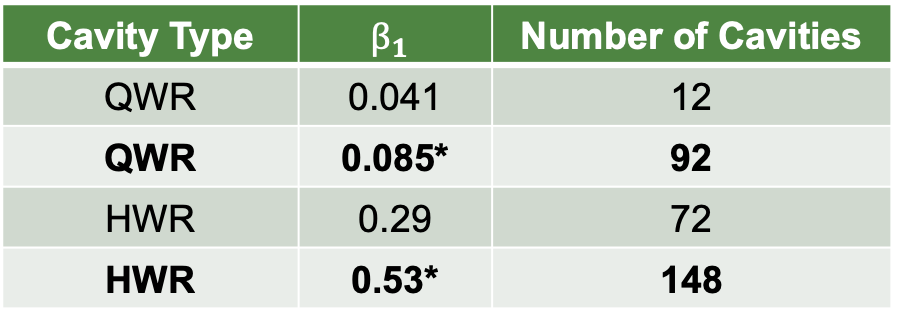 Cavity Type β₁ Number of Cavities
QWR 0.041 12
QWR 0.085* 92
HWR 0.29 72
HWR 0.53* 148